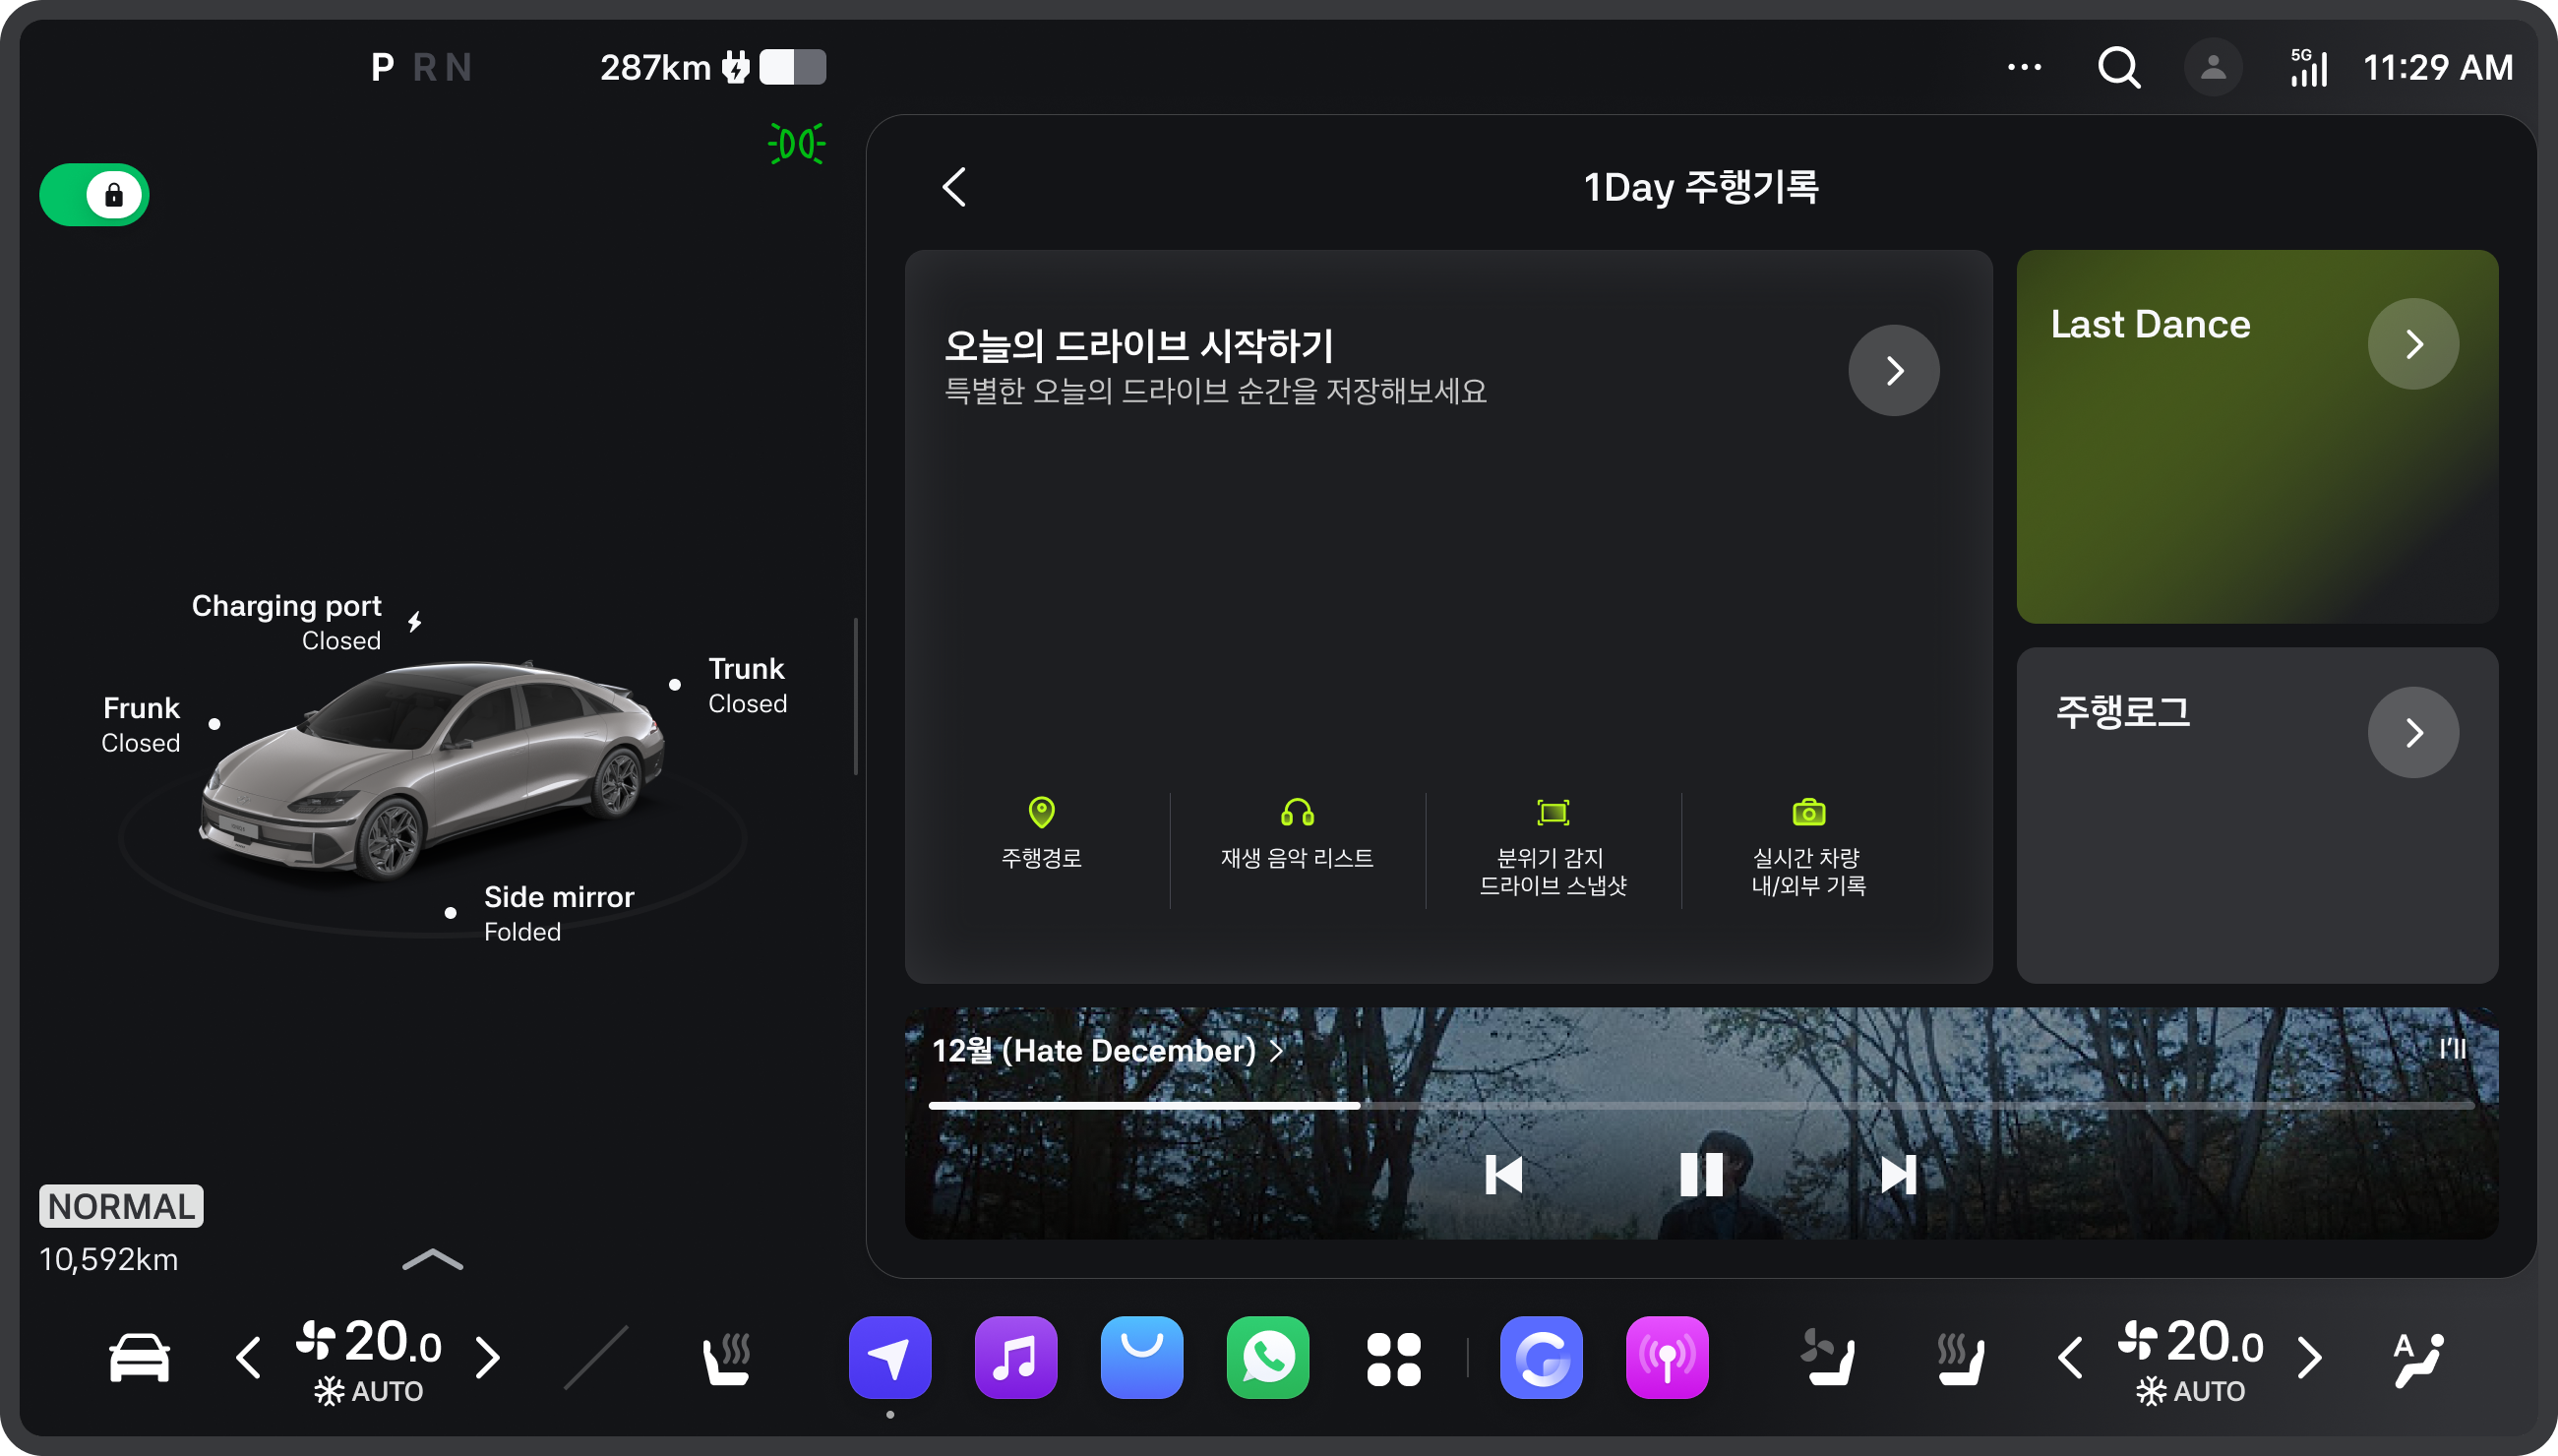 P R N
287km
5G
11:29 AM
1Day 주행기록
오늘의 드라이브 시작하기
특별한 오늘의 드라이브 순간을 저장해보세요
Last Dance
Charging port
Closed
Trunk
Closed
Frunk
Closed
주행로그
주행경로
재생 음악 리스트
분위기 감지
드라이브 스냅샷
실시간 차량
내/외부 기록
Side mirror
Folded
12월 (Hate December)
NORMAL
10,592km
20.0
AUTO
20.0
AUTO
A